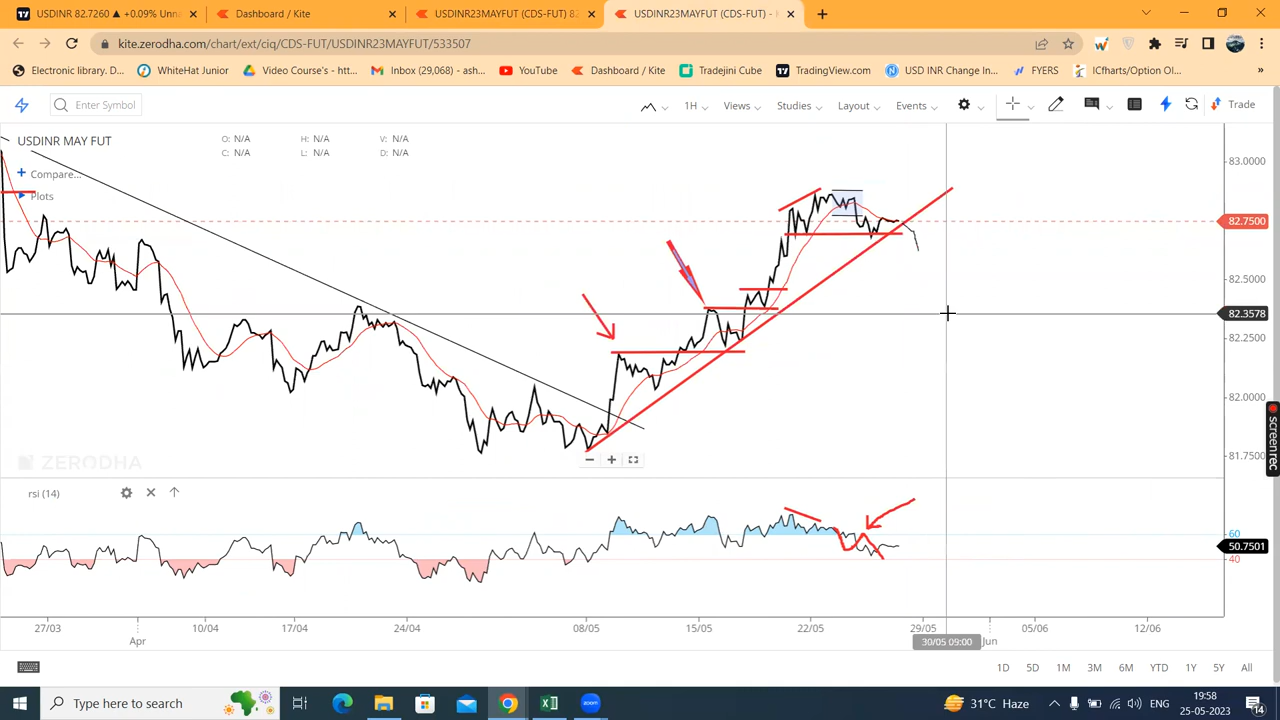 USDINR 82.7260 ▲ +0.09% Unn
Dashboard / Kite
USDINR23MAYFUT (CDS-FUT) 82
USDINR23MAYFUT (CDS-FUT) -
kite.zerodha.com/chart/ext/ciq/CDS-FUT/USDINR23MAYFUT/533507
Electronic library. D...
WhiteHat Junior
Video Course's - htt...
Inbox (29,068) - ash...
YouTube
Dashboard / Kite
Tradejini Cube
TradingView.com
USD INR Change In...
FYERS
ICfharts/Option OI...
Enter Symbol
1H
Views
Studies
Layout
Events
Trade
USDINR MAY FUT
O: N/A H: N/A V: N/A
C: N/A L: N/A D: N/A
Compare...
Plots
83.0000
82.7500
82.5000
82.3578
82.2500
82.0000
81.7500
ZERODHA
rsi (14)
60
50.7501
40
27/03 10/04 17/04 24/04 08/05 15/05 22/05 29/05 05/06 12/06
Apr 30/05 09:00 Jun
1D 5D 1M 3M 6M YTD 1Y 5Y All
screenrec
Type here to search
31°C Haze
ENG
19:58
25-05-2023
4